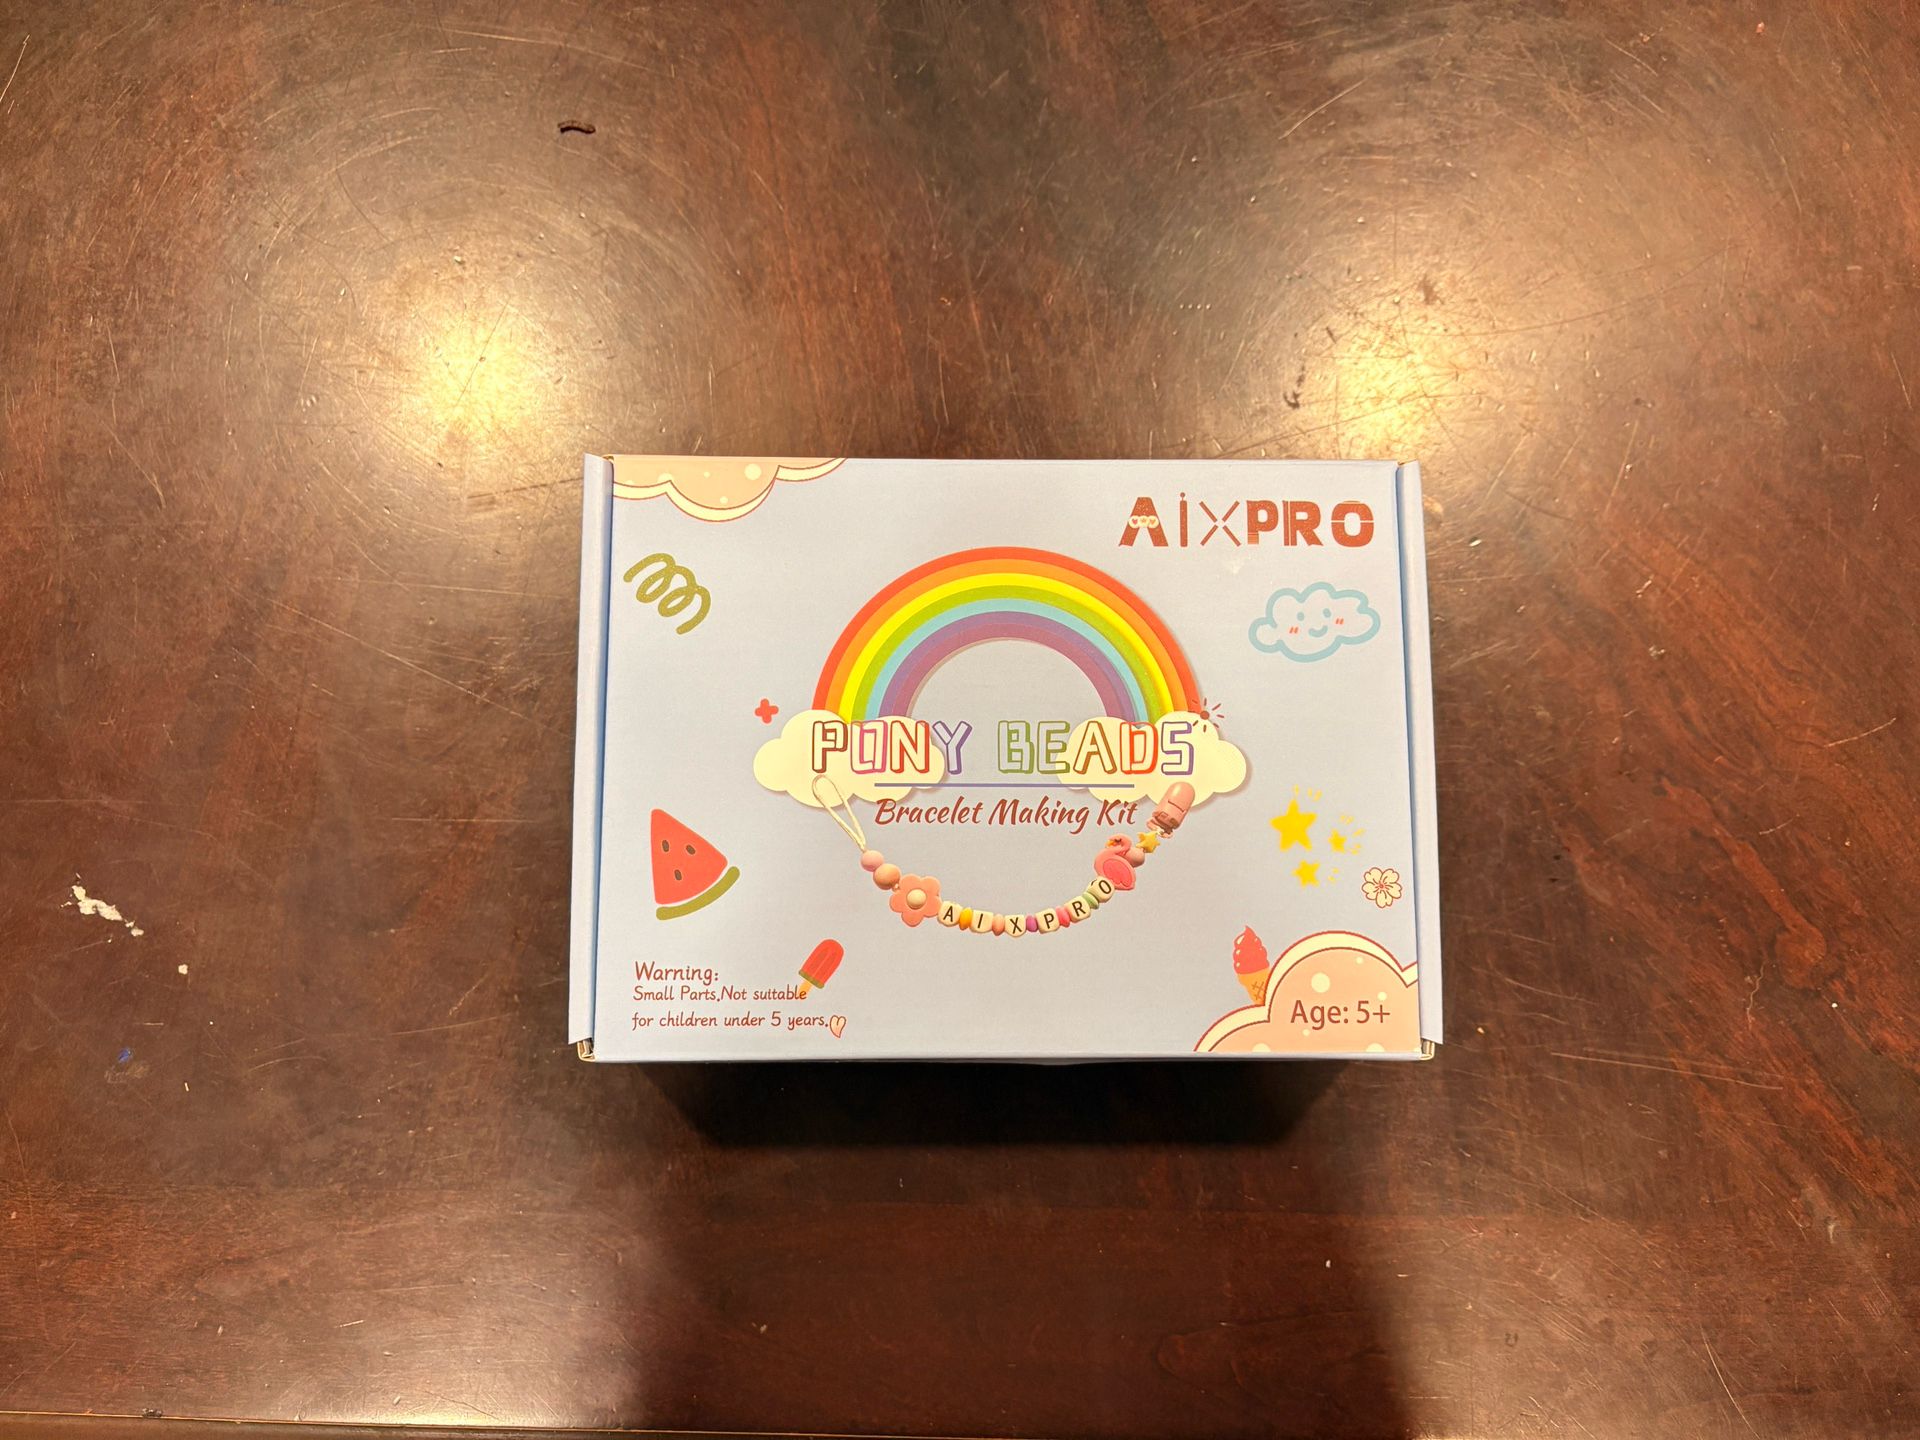 AiXPRO
PONY BEADS
Bracelet Making Kit
AIXPRO
Warning:
Small Parts.Not suitable
for children under 5 years.
Age: 5+